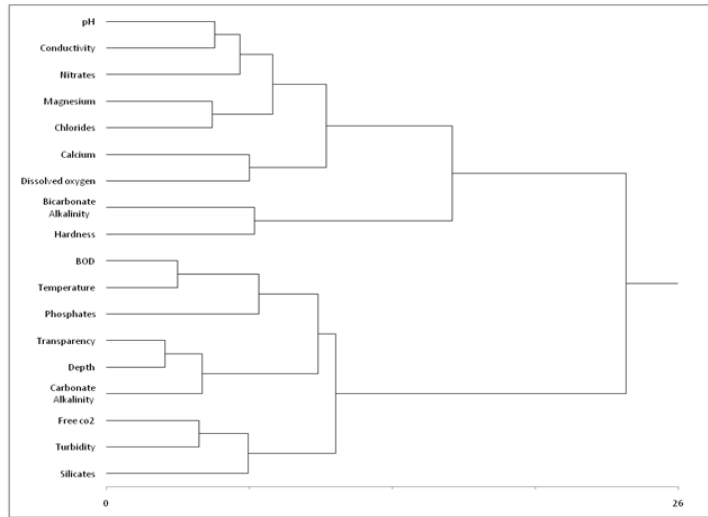 pH
Conductivity
Nitrates
Magnesium
Chlorides
Calcium
Dissolved oxygen
Bicarbonate
Alkalinity
Hardness
BOD
Temperature
Phosphates
Transparency
Depth
Carbonate
Alkalinity
Free co2
Turbidity
Silicates
0
26